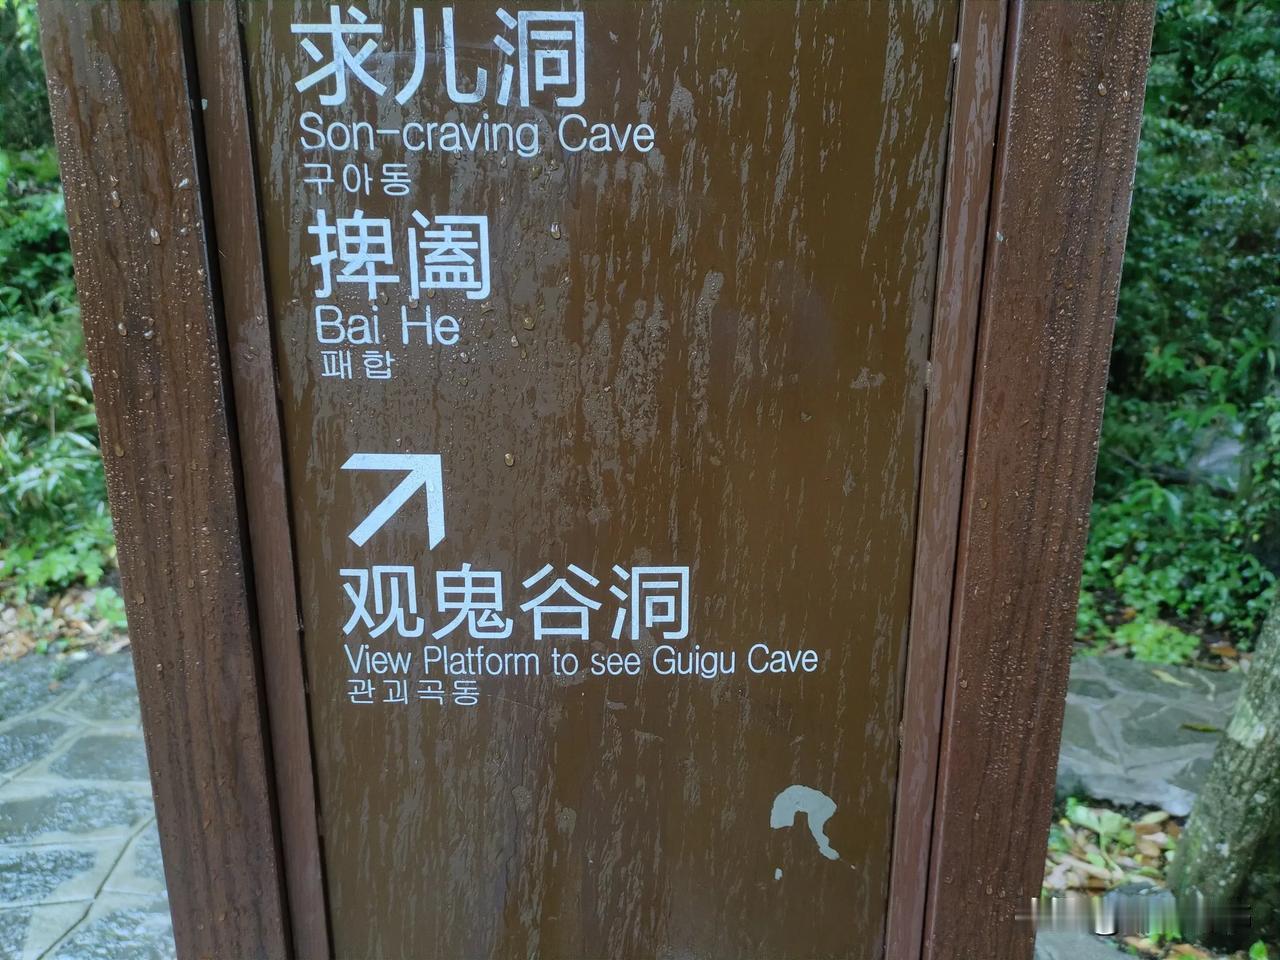 求儿洞
Son-craving Cave
구아동
捭阖
Bai He
패합
观鬼谷洞
View Platform to see Guigu Cave
관괴곡동